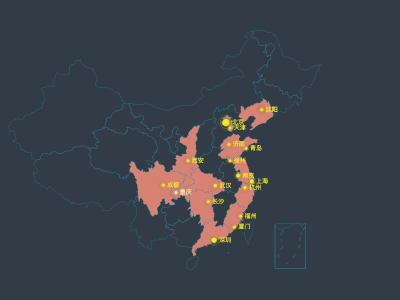 沈阳
北京
天津
济南
青岛
徐州
西安
南京
上海
成都
武汉
杭州
重庆
长沙
福州
厦门
深圳